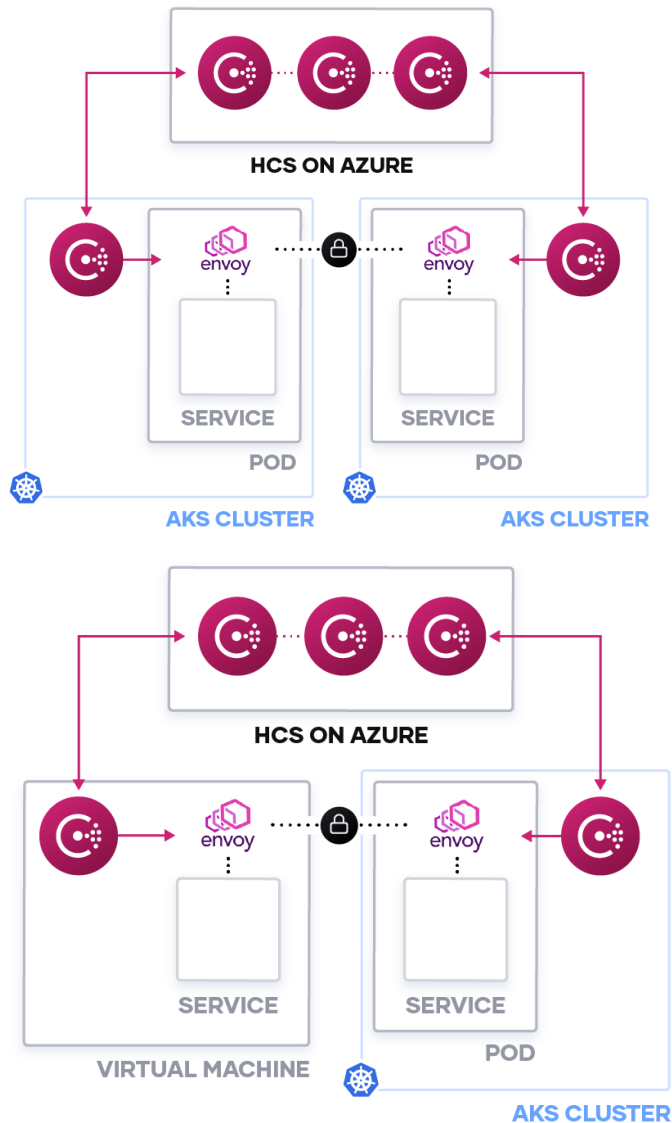 HCS ON AZURE
envoy
envoy
SERVICE
SERVICE
POD
POD
AKS CLUSTER
AKS CLUSTER
HCS ON AZURE
envoy
envoy
SERVICE
SERVICE
POD
VIRTUAL MACHINE
AKS CLUSTER